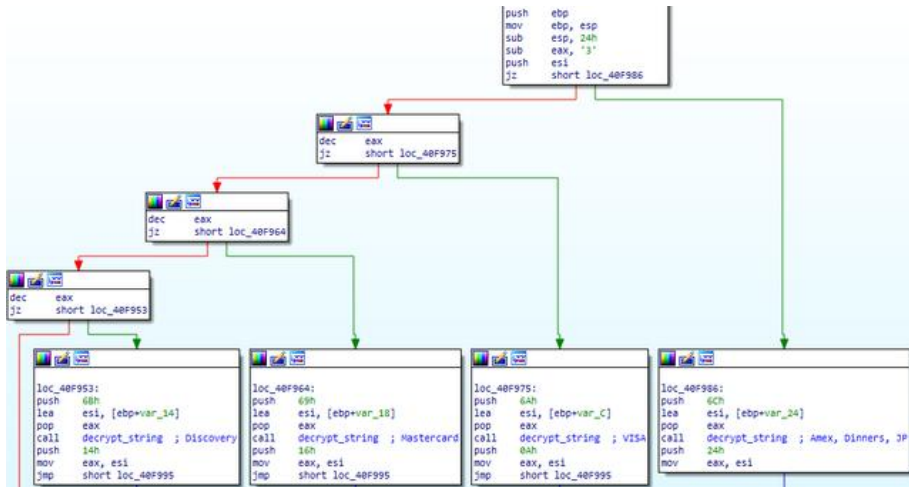 push ebp
mov ebp, esp
sub esp, 24h
sub eax, '3'
push esi
jz short loc_40F986
dec eax
jz short loc_40F975
dec eax
jz short loc_40F964
dec eax
jz short loc_40F953
loc_40F953:
push 6Bh
lea esi, [ebp+var_14]
pop eax
call decrypt_string ; Discovery
push 14h
mov eax, esi
jmp short loc_40F995
loc_40F964:
push 69h
lea esi, [ebp+var_18]
pop eax
call decrypt_string ; Mastercard
push 16h
mov eax, esi
jmp short loc_40F995
loc_40F975:
push 6Ah
lea esi, [ebp+var_C]
pop eax
call decrypt_string ; VISA
push 0Ah
mov eax, esi
jmp short loc_40F995
loc_40F986:
push 6Ch
lea esi, [ebp+var_24]
pop eax
call decrypt_string ; Amex, Dinners, JP
push 24h
mov eax, esi